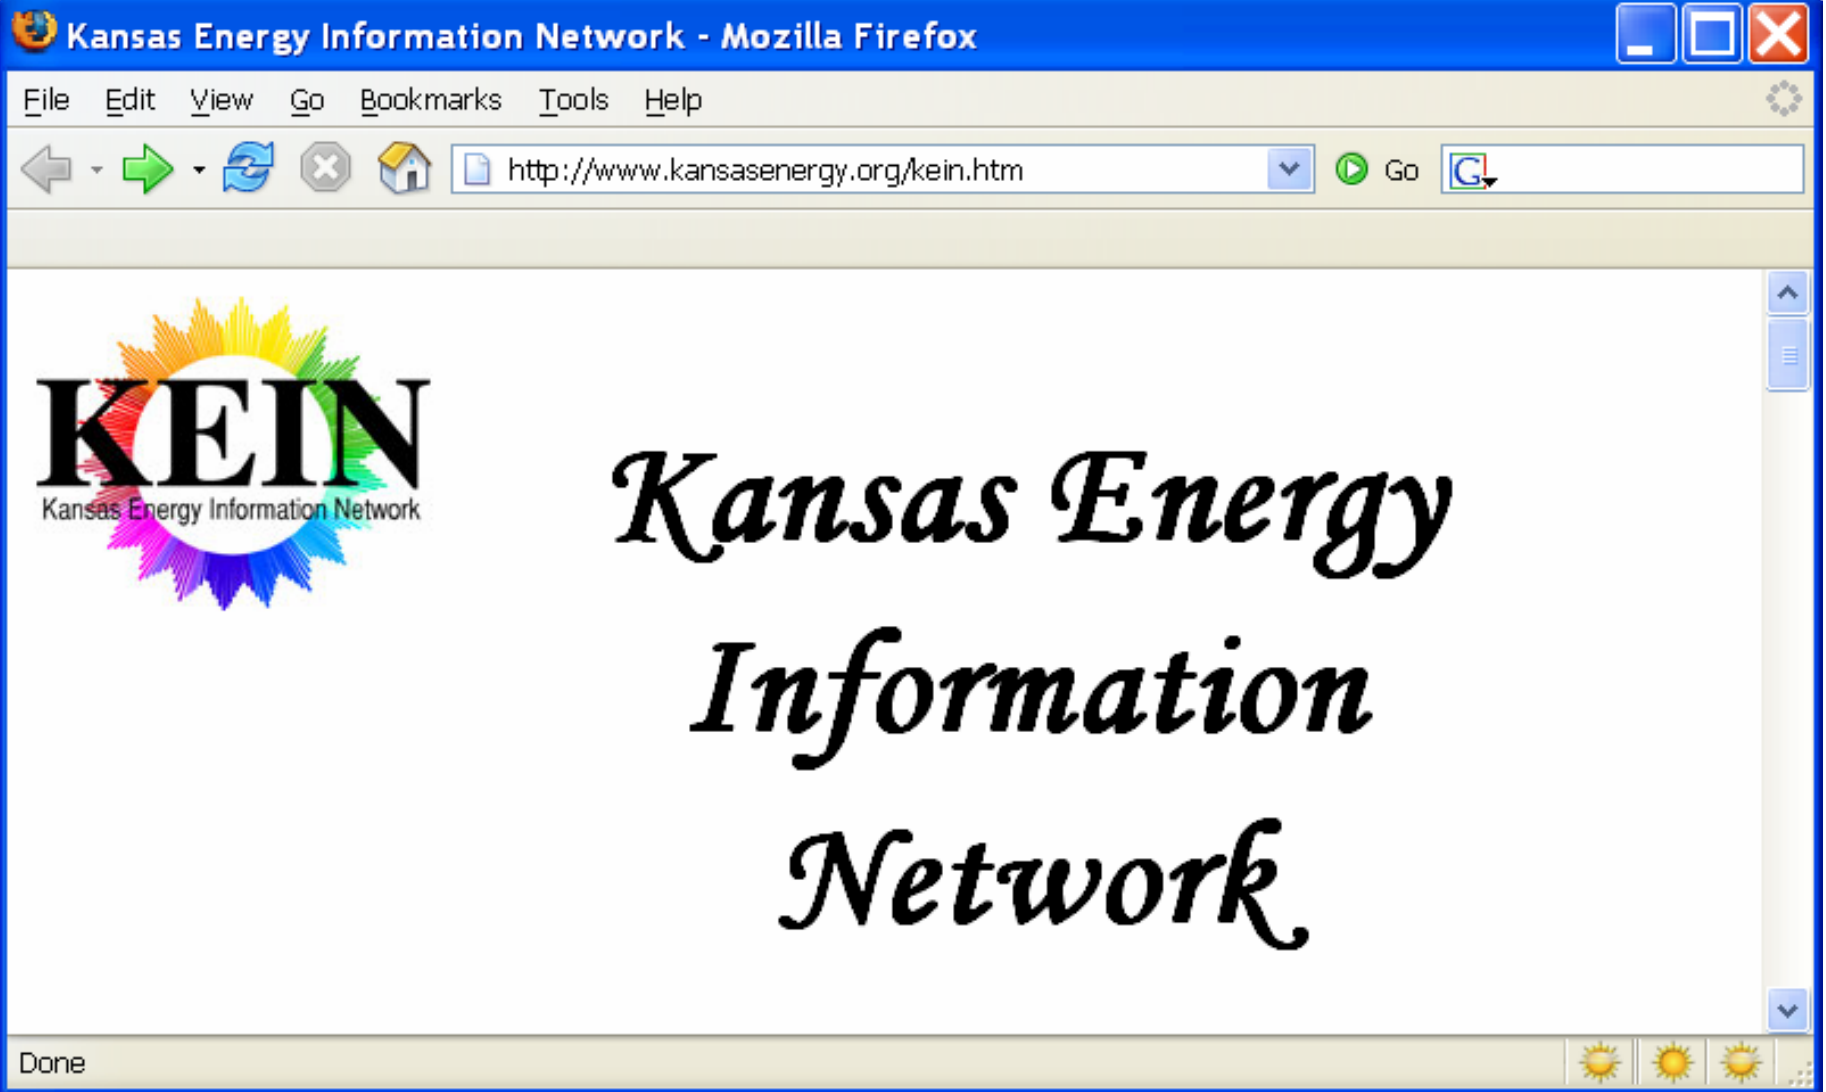 Kansas Energy Information Network - Mozilla Firefox
File Edit View Go Bookmarks Tools Help
http://www.kansasenergy.org/kein.htm Go G
KEIN
Kansas Energy Information Network
Kansas Energy
Information
Network
Done